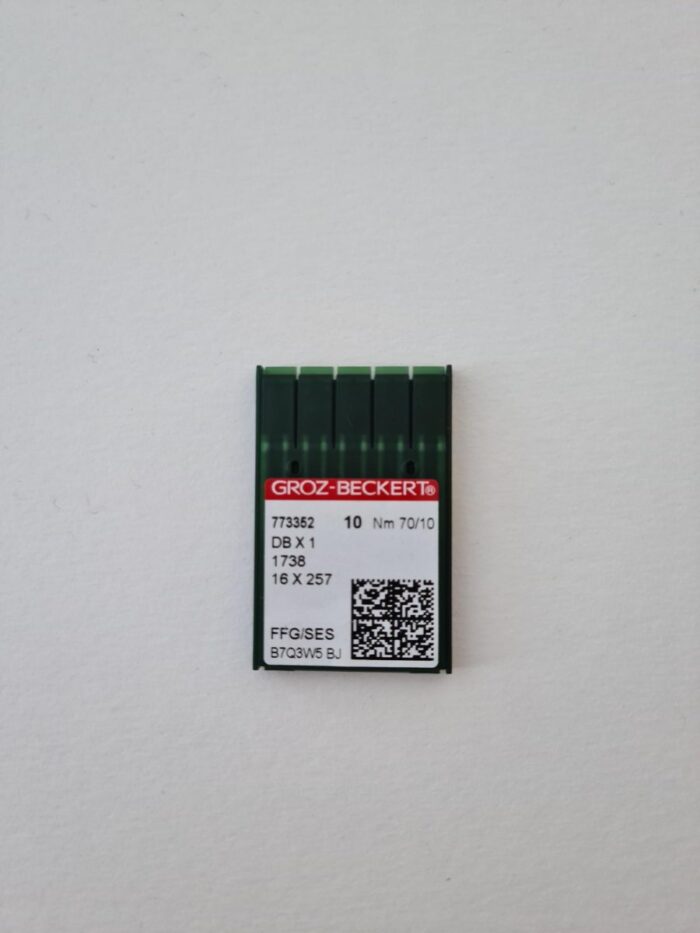 GROZ-BECKERT®
773352 10 Nm 70/10
DB X 1
1738
16 X 257
FFG/SES
B7Q3W5 BJ